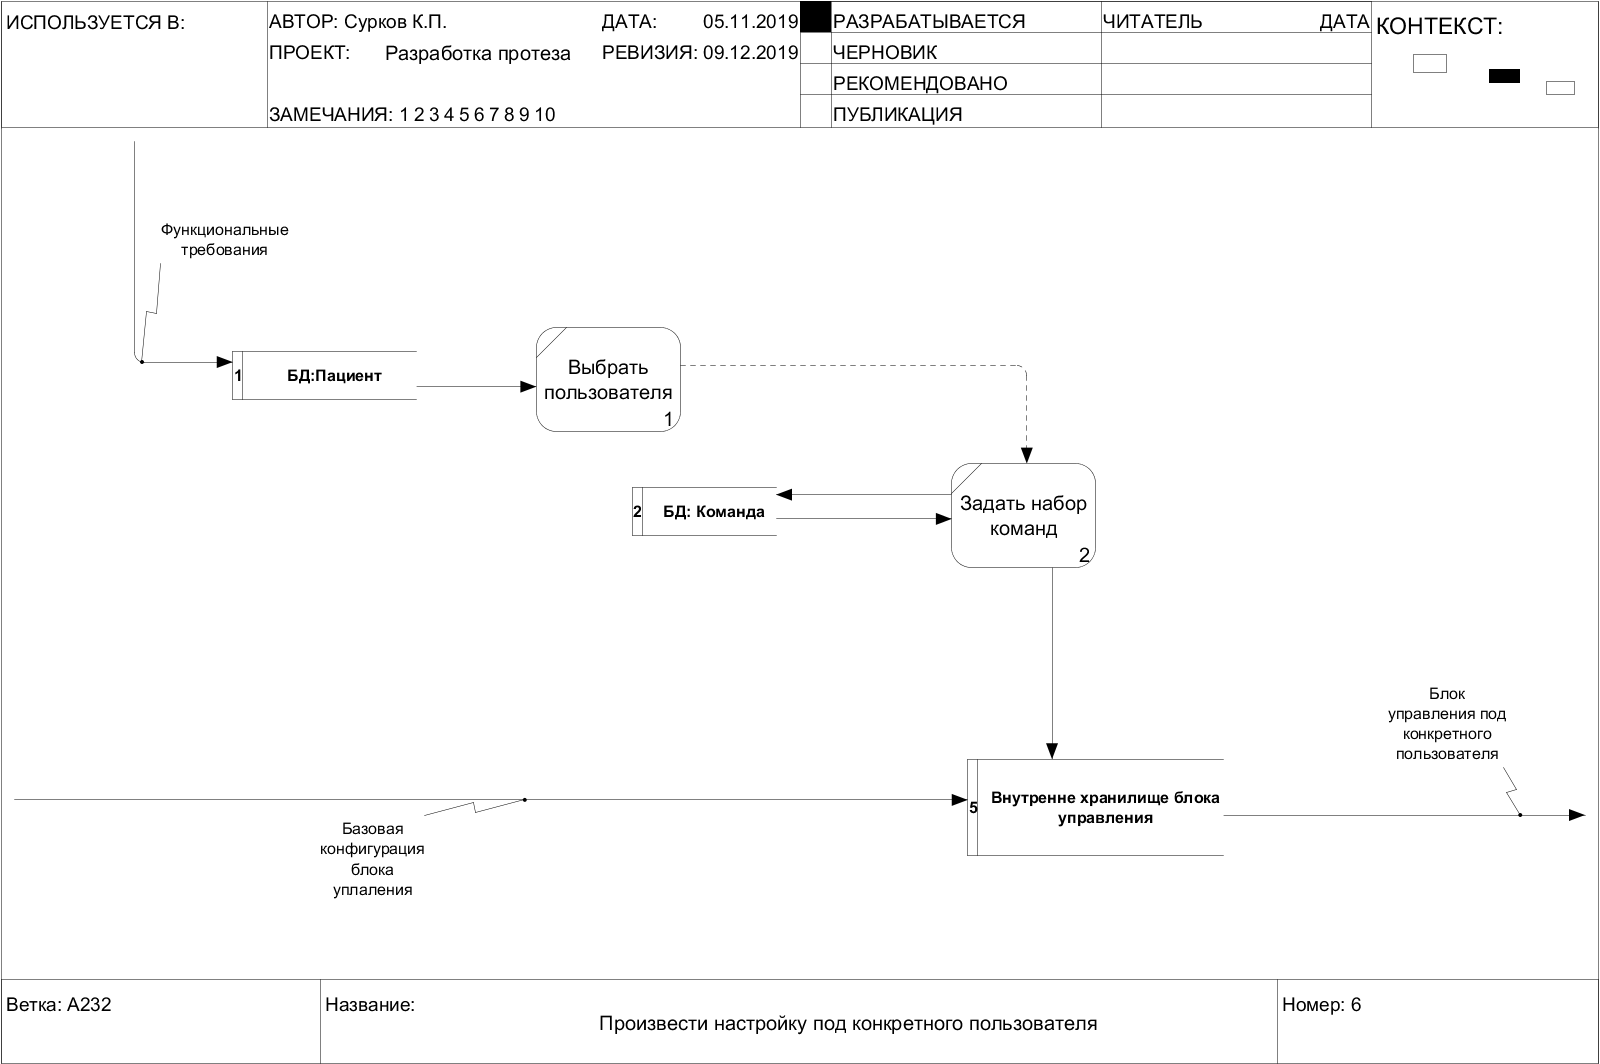 ИСПОЛЬЗУЕТСЯ В:
АВТОР: Сурков К.П.
ДАТА: 05.11.2019
ПРОЕКТ: Разработка протеза
РЕВИЗИЯ: 09.12.2019
ЗАМЕЧАНИЯ: 1 2 3 4 5 6 7 8 9 10
РАЗРАБАТЫВАЕТСЯ
ЧЕРНОВИК
РЕКОМЕНДОВАНО
ПУБЛИКАЦИЯ
ЧИТАТЕЛЬ
ДАТА
КОНТЕКСТ:
Функциональные
требования
1
БД:Пациент
Выбрать
пользователя
1
2
БД: Команда
Задать набор
команд
2
Блок
управления под
конкретного
пользователя
5
Внутренне хранилище блока
управления
Базовая
конфигурация
блока
уплаления
Ветка: A232
Название:
Произвести настройку под конкретного пользователя
Номер: 6